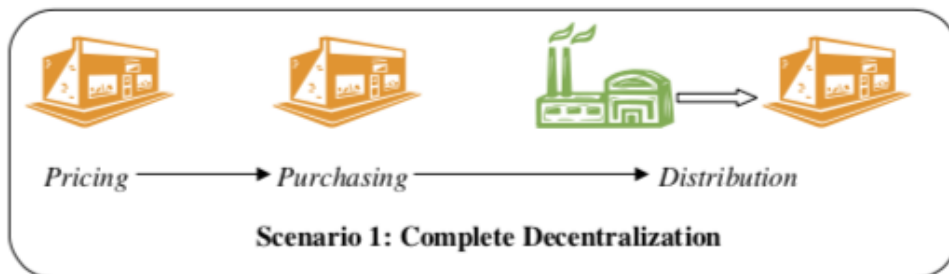 Pricing Purchasing Distribution
Scenario 1: Complete Decentralization